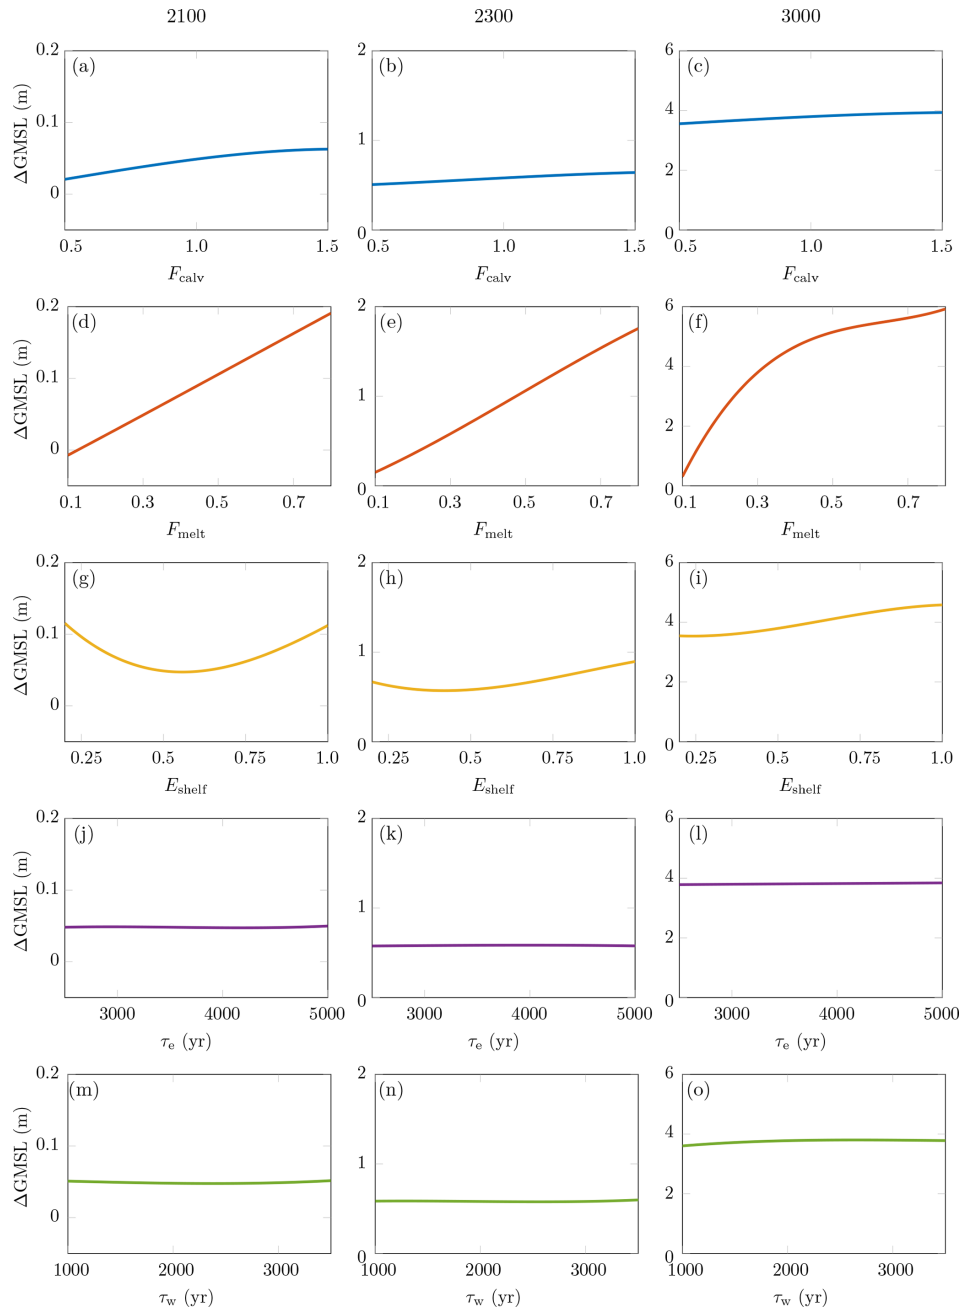 2100 2300 3000
(a) (b) (c)
ΔGMSL (m)
0.2 0.1 0
2 1 0
6 4 2 0
0.5 1.0 1.5 0.5 1.0 1.5 0.5 1.0 1.5
F_calv F_calv F_calv
(d) (e) (f)
ΔGMSL (m)
0.2 0.1 0
2 1 0
6 4 2 0
0.1 0.3 0.5 0.7 0.1 0.3 0.5 0.7 0.1 0.3 0.5 0.7
F_melt F_melt F_melt
(g) (h) (i)
ΔGMSL (m)
0.2 0.1 0
2 1 0
6 4 2 0
0.25 0.5 0.75 1.0 0.25 0.5 0.75 1.0 0.25 0.5 0.75 1.0
E_shelf E_shelf E_shelf
(j) (k) (l)
ΔGMSL (m)
0.2 0.1 0
2 1 0
6 4 2 0
3000 4000 5000 3000 4000 5000 3000 4000 5000
τ_e (yr) τ_e (yr) τ_e (yr)
(m) (n) (o)
ΔGMSL (m)
0.2 0.1 0
2 1 0
6 4 2 0
1000 2000 3000 1000 2000 3000 1000 2000 3000
τ_w (yr) τ_w (yr) τ_w (yr)